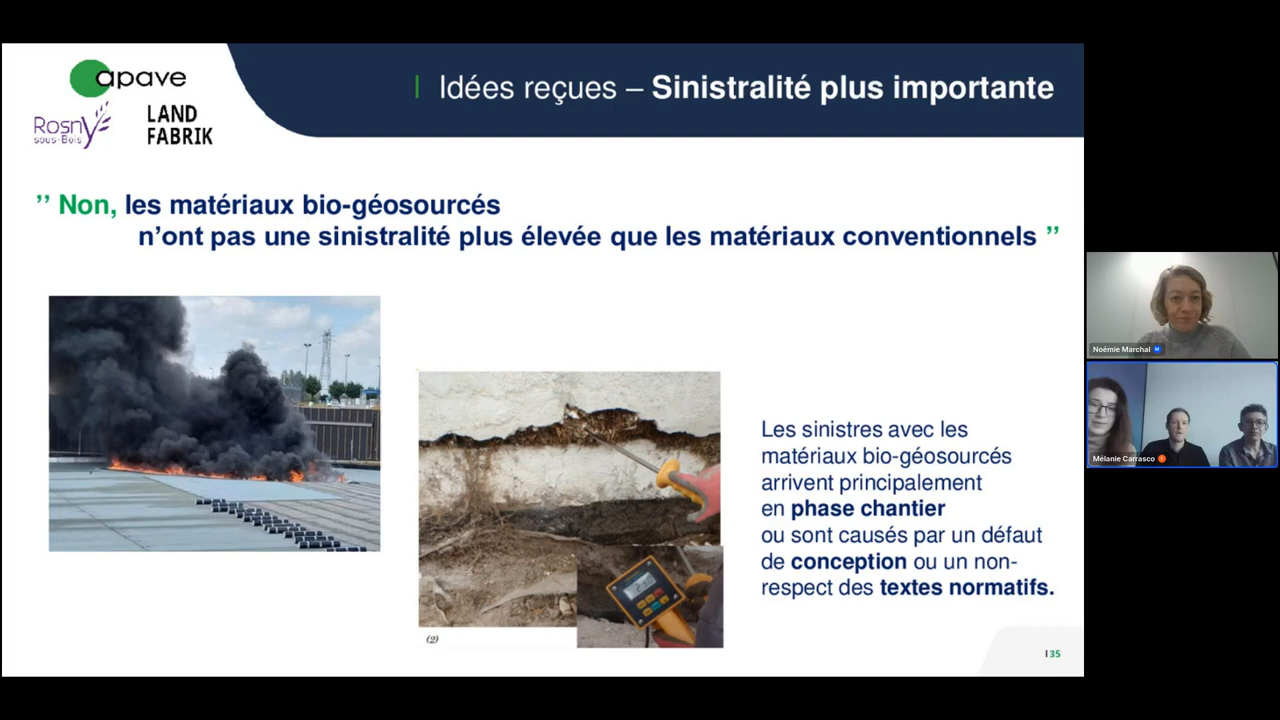 apave
Rosny
sous-Bois
LAND
FABRIK
Idées reçues – Sinistralité plus importante
’’ Non, les matériaux bio-géosourcés
n’ont pas une sinistralité plus élevée que les matériaux conventionnels ’’
Les sinistres avec les
matériaux bio-géosourcés
arrivent principalement
en phase chantier
ou sont causés par un défaut
de conception ou un non-
respect des textes normatifs.
(2)
35
Noémie Marchal
Mélanie Carrasco